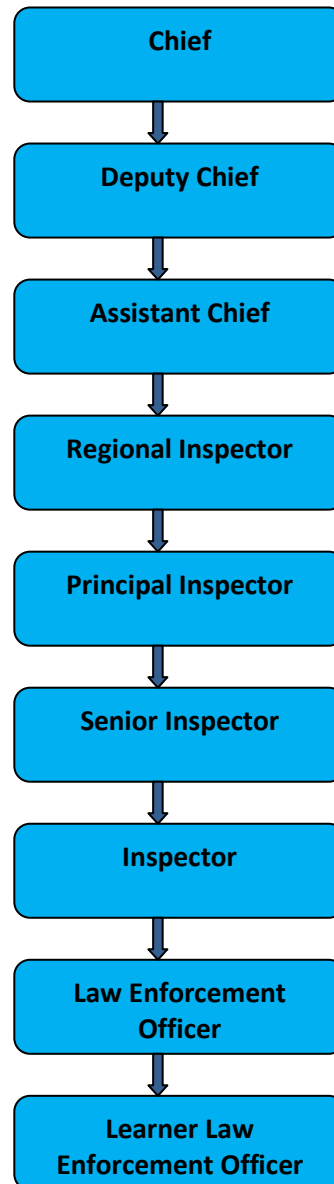 Chief
Deputy Chief
Assistant Chief
Regional Inspector
Principal Inspector
Senior Inspector
Inspector
Law Enforcement
Officer
Learner Law
Enforcement Officer